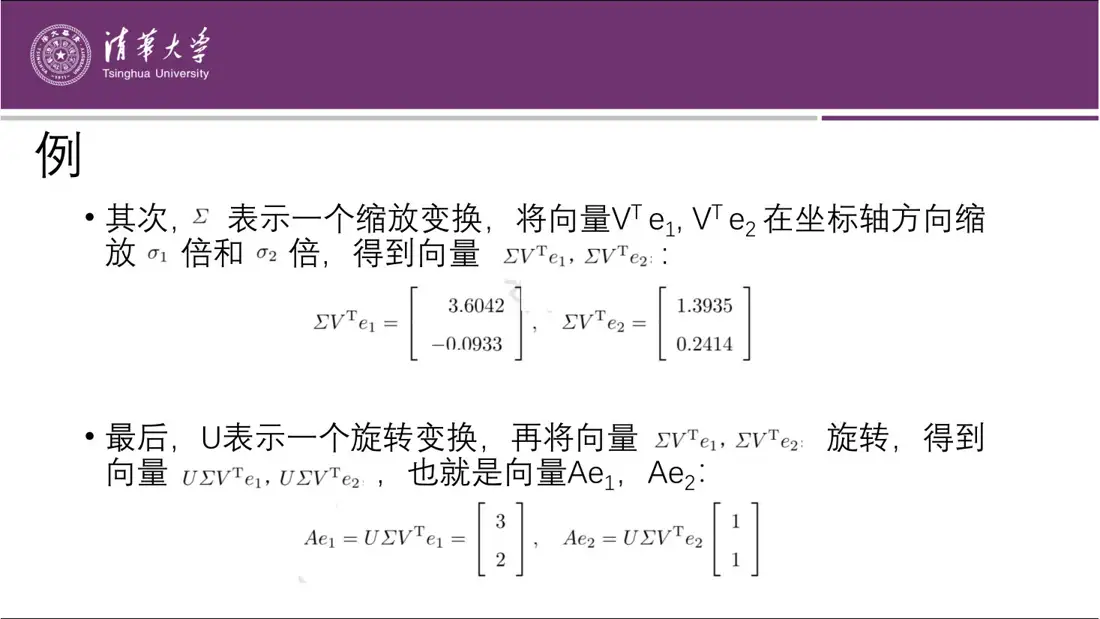 清华大学
Tsinghua University
例
• 其次, Σ 表示一个缩放变换，将向量Vᵀ e₁, Vᵀ e₂ 在坐标轴方向缩
放 σ₁ 倍和 σ₂ 倍，得到向量 ΣVᵀe₁, ΣVᵀe₂ :
ΣVᵀe₁ = [ 3.6042 −0.0933 ], ΣVᵀe₂ = [ 1.3935 0.2414 ]
• 最后，U表示一个旋转变换，再将向量 ΣVᵀe₁, ΣVᵀe₂ 旋转，得到
向量 UΣVᵀe₁, UΣVᵀe₂ ，也就是向量Ae₁，Ae₂:
Ae₁ = UΣVᵀe₁ = [ 3 2 ], Ae₂ = UΣVᵀe₂ [ 1 1 ]